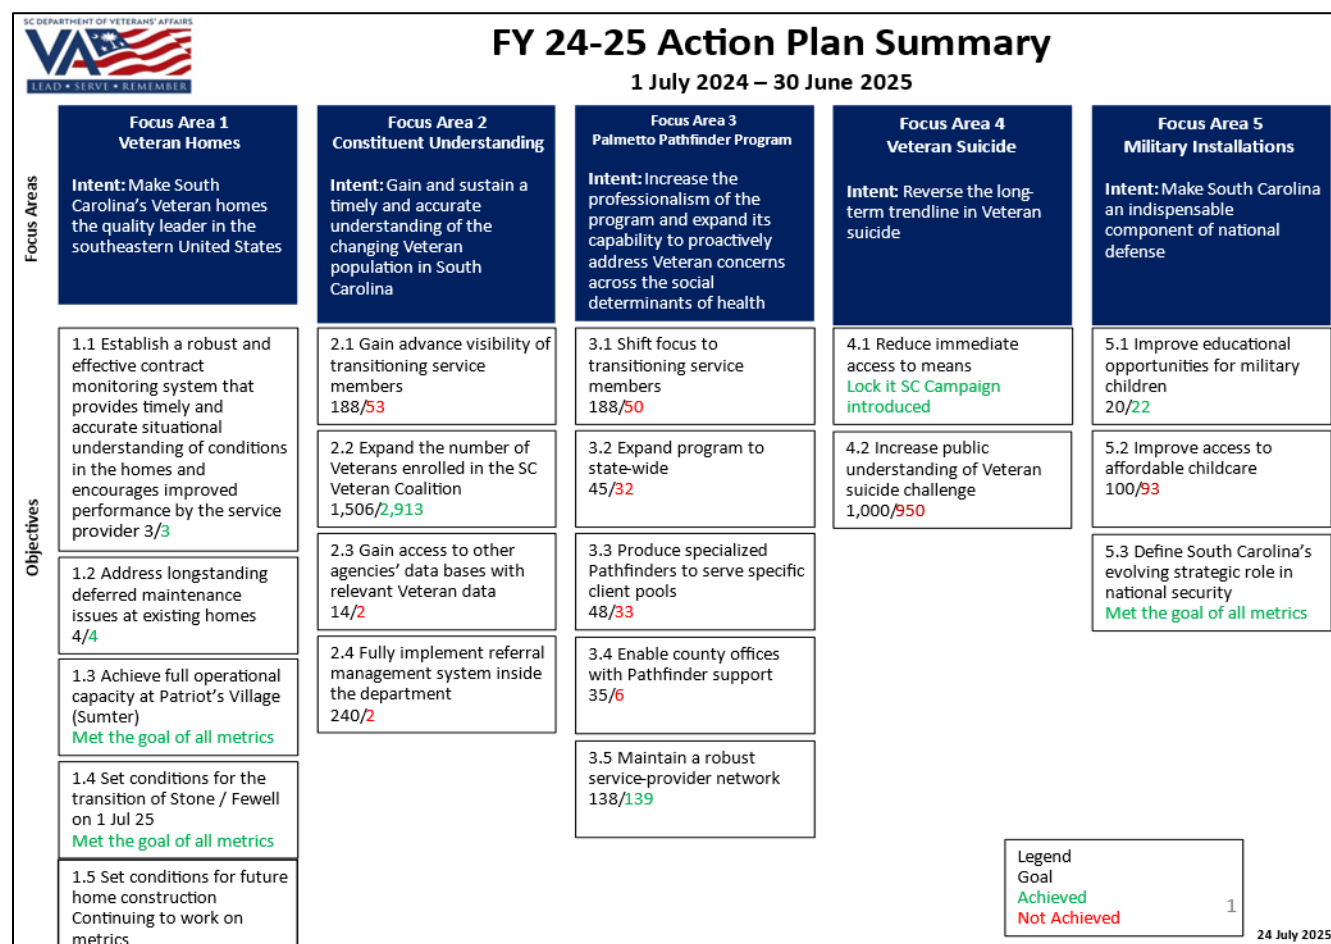 SC DEPARTMENT OF VETERANS' AFFAIRS
VA
LEAD • SERVE • REMEMBER
FY 24-25 Action Plan Summary
1 July 2024 – 30 June 2025
Focus Areas
Focus Area 1
Veteran Homes
Intent: Make South
Carolina's Veteran homes
the quality leader in the
southeastern United States
Focus Area 2
Constituent Understanding
Intent: Gain and sustain a
timely and accurate
understanding of the
changing Veteran
population in South
Carolina
Focus Area 3
Palmetto Pathfinder Program
Intent: Increase the
professionalism of the
program and expand its
capability to proactively
address Veteran concerns
across the social
determinants of health
Focus Area 4
Veteran Suicide
Intent: Reverse the long-
term trendline in Veteran
suicide
Focus Area 5
Military Installations
Intent: Make South Carolina
an indispensable
component of national
defense
Objectives
1.1 Establish a robust and
effective contract
monitoring system that
provides timely and
accurate situational
understanding of conditions
in the homes and
encourages improved
performance by the service
provider 3/3
1.2 Address long-standing
deferred maintenance
issues at existing homes
4/4
1.3 Achieve full operational
capacity at Patriot's Village
(Sumter)
Met the goal of all metrics
1.4 Set conditions for the
transition of Stone / Fewell
on 1 Jul 25
Met the goal of all metrics
1.5 Set conditions for future
home construction
Continuing to work on
metrics
2.1 Gain advance visibility of
transitioning service
members
188/53
2.2 Expand the number of
Veterans enrolled in the SC
Veteran Coalition
1,506/2,913
2.3 Gain access to other
agencies' data bases with
relevant Veteran data
14/2
2.4 Fully implement referral
management system inside
the department
240/2
3.1 Shift focus to
transitioning service
members
188/50
3.2 Expand program to
state-wide
45/32
3.3 Produce specialized
Pathfinders to serve specific
client pools
48/33
3.4 Enable county offices
with Pathfinder support
35/6
3.5 Maintain a robust
service-provider network
138/139
4.1 Reduce immediate
access to means
Lock it SC Campaign
introduced
4.2 Increase public
understanding of Veteran
suicide challenge
1,000/950
5.1 Improve educational
opportunities for military
children
20/22
5.2 Improve access to
affordable childcare
100/93
5.3 Define South Carolina's
evolving strategic role in
national security
Met the goal of all metrics
Legend
Goal
Achieved
Not Achieved
1
24 July 2025